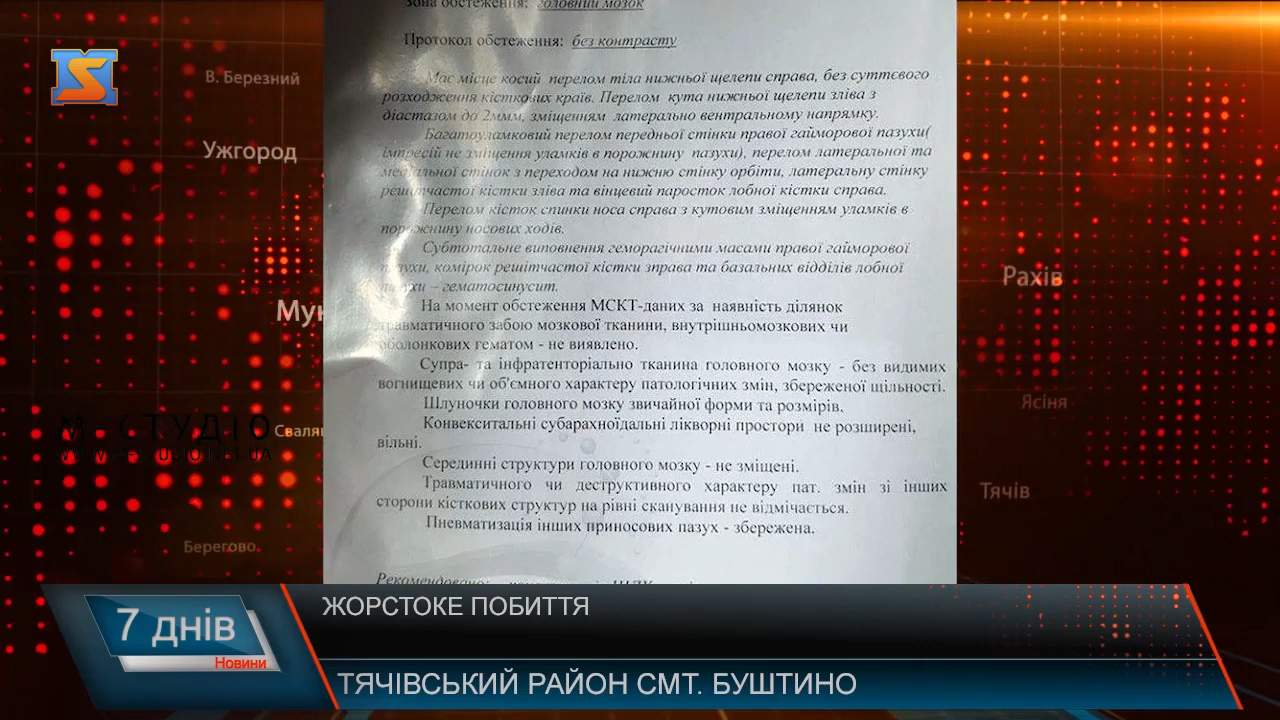 Зона обстеження: головний мозок
Протокол обстеження: без контрасту
Має місце косий перелом тіла нижньої щелепи справа, без суттєвого
розходження кісткових країв. Перелом кута нижньої щелепи зліва з
діастазом до 2ммм, зміщенням латерально вентральному напрямку.
Багатоуламковий перелом передньої стінки правої гайморової пазухи(
імпресій не зміщення уламків в порожнину пазухи), перелом латеральної та
медіальної стінок з переходом на нижню стінку орбіти, латеральну стінку
решітчастої кістки зліва та вінцевий паросток лобної кістки справа.
Перелом кісток спинки носа справа з кутовим зміщенням уламків в
порожнину носових ходів.
Субтотальне виповнення геморагічними масами правої гайморової
пазухи, комірок решітчастої кістки зправа та базальних відділів лобної
пазухи – гематосинусит.
На момент обстеження МСКТ-даних за наявність ділянок
травматичного забою мозкової тканини, внутрішньомозкових чи
оболонкових гематом - не виявлено.
Супра- та інфратенторіально тканина головного мозку - без видимих
вогнищевих чи об'ємного характеру патологічних змін, збереженої щільності.
Шлуночки головного мозку звичайної форми та розмірів.
Конвекситальні субарахноїдальні лікворні простори не розширені,
вільні.
Серединні структури головного мозку - не зміщені.
Травматичного чи деструктивного характеру пат. змін зі інших
сторони кісткових структур на рівні сканування не відмічається.
Пневматизація інших приносових пазух - збережена.
Рекомендовано:
В. Березний
Ужгород
Мук
М-СТУДІО
Сваляв
WWW.M-STUDIO.NET.UA
Берегово
Рахів
Ясіня
Тячів
7 днів
Новини
ЖОРСТОКЕ ПОБИТТЯ
ТЯЧІВСЬКИЙ РАЙОН СМТ. БУШТИНО